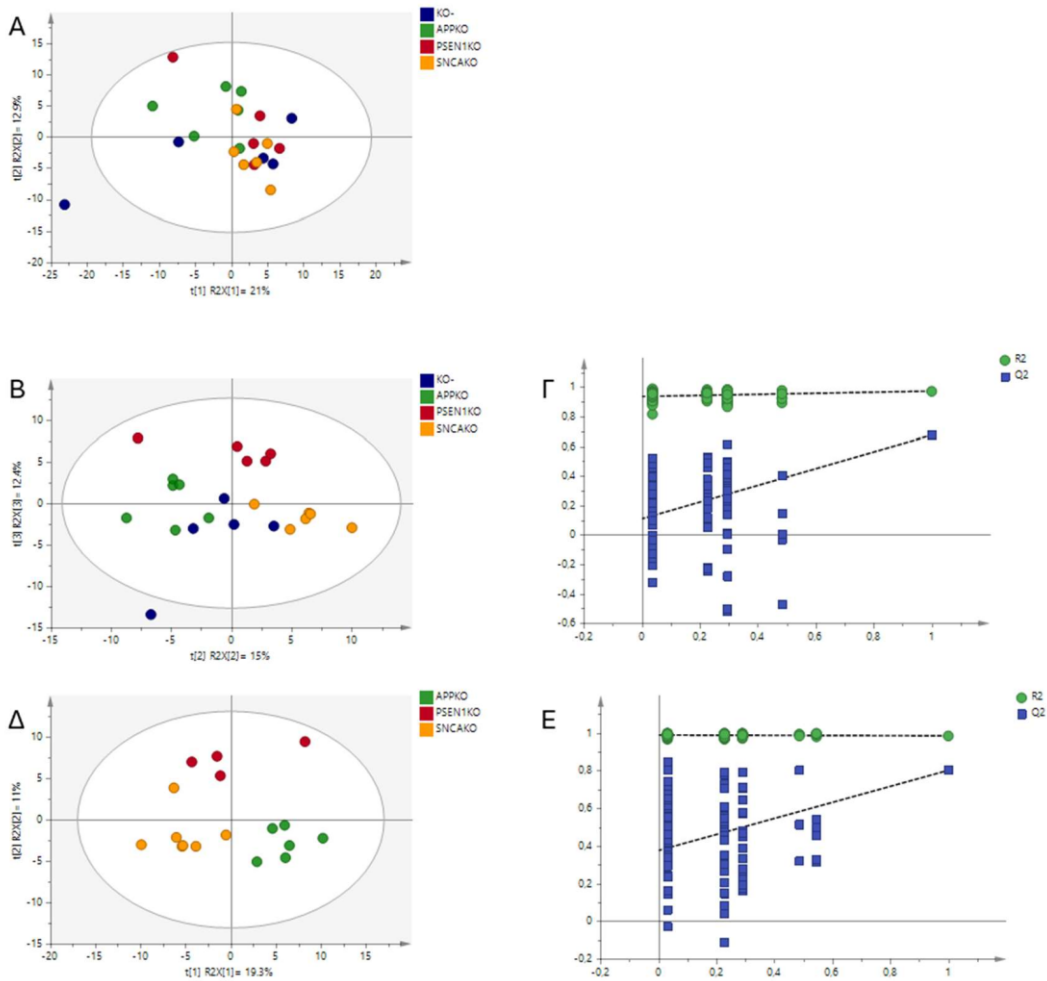 A
KO-
APPKO
PSEN1KO
SNCAKO
t[2] R2X[2]= 12.9%
15
10
5
0
-5
-10
-15
-20
-25 -20 -15 -10 -5 0 5 10 15 20
t[1] R2X[1]= 21%
B
KO-
APPKO
PSEN1KO
SNCAKO
t[3] R2X[3]= 12.4%
10
5
0
-5
-10
-15
-15 -10 -5 0 5 10
t[2] R2X[2]= 15%
Γ
R2
Q2
1
0,8
0,6
0,4
0,2
0
-0,2
-0,4
-0,6
-0,2 0 0,2 0,4 0,6 0,8 1
Δ
APPKO
PSEN1KO
SNCAKO
t[2] R2X[2]= 11%
10
5
0
-5
-10
-15
-20 -15 -10 -5 0 5 10 15
t[1] R2X[1]= 19.3%
E
R2
Q2
1
0,8
0,6
0,4
0,2
0
-0,2
-0,2 0 0,2 0,4 0,6 0,8 1